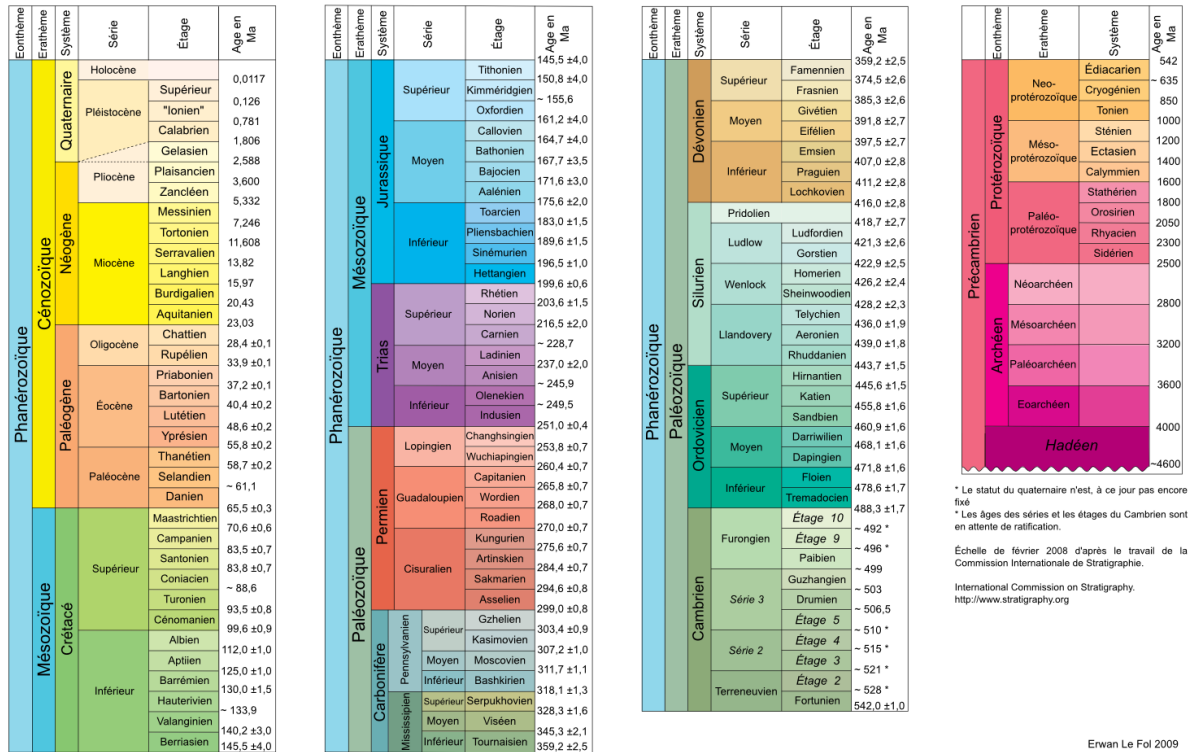 Eonthème Erathème Système Série Étage Age en Ma
Phanérozoïque
Cénozoïque
Quaternaire
Holocène
0,0117
Pléistocène
Supérieur
0,126
"Ionien"
0,781
Calabrien
1,806
Gelasien
2,588
Néogène
Pliocène
Plaisancien
3,600
Zancléen
5,332
Miocène
Messinien
7,246
Tortonien
11,608
Serravalien
13,82
Langhien
15,97
Burdigalien
20,43
Aquitanien
23,03
Paléogène
Oligocène
Chattien
28,4 ±0,1
Rupélien
33,9 ±0,1
Éocène
Priabonien
37,2 ±0,1
Bartonien
40,4 ±0,2
Lutétien
48,6 ±0,2
Yprésien
55,8 ±0,2
Paléocène
Thanétien
58,7 ±0,2
Selandien
~ 61,1
Danien
65,5 ±0,3
Mésozoïque
Crétacé
Supérieur
Maastrichtien
70,6 ±0,6
Campanien
83,5 ±0,7
Santonien
83,8 ±0,7
Coniacien
~ 88,6
Turonien
93,5 ±0,8
Cénomanien
99,6 ±0,9
Inférieur
Albien
112,0 ±1,0
Aptiien
125,0 ±1,0
Barrémien
130,0 ±1,5
Hauterivien
~ 133,9
Valanginien
140,2 ±3,0
Berriasien
145,5 ±4,0
Eonthème Erathème Système Série Étage Age en Ma
145,5 ±4,0
Phanérozoïque
Mésozoïque
Jurassique
Supérieur
Tithonien
150,8 ±4,0
Kimméridgien
~ 155,6
Oxfordien
161,2 ±4,0
Moyen
Callovien
164,7 ±4,0
Bathonien
167,7 ±3,5
Bajocien
171,6 ±3,0
Aalénien
175,6 ±2,0
Inférieur
Toarcien
183,0 ±1,5
Pliensbachien
189,6 ±1,5
Sinémurien
196,5 ±1,0
Hettangien
199,6 ±0,6
Trias
Supérieur
Rhétien
203,6 ±1,5
Norien
216,5 ±2,0
Carnien
~ 228,7
Moyen
Ladinien
237,0 ±2,0
Anisien
~ 245,9
Inférieur
Olenekien
~ 249,5
Indusien
251,0 ±0,4
Paléozoïque
Permien
Lopingien
Changhsingien
253,8 ±0,7
Wuchiapingien
260,4 ±0,7
Guadaloupien
Capitanien
265,8 ±0,7
Wordien
268,0 ±0,7
Roadien
270,0 ±0,7
Cisuralien
Kungurien
275,6 ±0,7
Artinskien
284,4 ±0,7
Sakmarien
294,6 ±0,8
Asselien
299,0 ±0,8
Carbonifère
Pennsylvanien
Supérieur
Gzhelien
303,4 ±0,9
Kasimovien
307,2 ±1,0
Moyen
Moscovien
311,7 ±1,1
Inférieur
Bashkirien
318,1 ±1,3
Mississipien
Supérieur
Serpukhovien
328,3 ±1,6
Moyen
Viséen
345,3 ±2,1
Inférieur
Tournaisien
359,2 ±2,5
Eonthème Erathème Système Série Étage Age en Ma
359,2 ±2,5
Phanérozoïque
Paléozoïque
Dévonien
Supérieur
Famennien
374,5 ±2,6
Frasnien
385,3 ±2,6
Moyen
Givétien
391,8 ±2,7
Eifélien
397,5 ±2,7
Inférieur
Emsien
407,0 ±2,8
Praguien
411,2 ±2,8
Lochkovien
416,0 ±2,8
Silurien
Pridolien
418,7 ±2,7
Ludlow
Ludfordien
421,3 ±2,6
Gorstien
422,9 ±2,5
Wenlock
Homerien
426,2 ±2,4
Sheinwoodien
428,2 ±2,3
Llandovery
Telychien
436,0 ±1,9
Aeronien
439,0 ±1,8
Rhuddanien
443,7 ±1,5
Ordovicien
Supérieur
Hirnantien
445,6 ±1,5
Katien
455,8 ±1,6
Sandbien
460,9 ±1,6
Moyen
Darriwilien
468,1 ±1,6
Dapingien
471,8 ±1,6
Inférieur
Floien
478,6 ±1,7
Tremadocien
488,3 ±1,7
Cambrien
Furongien
Étage 10
~ 492 *
Étage 9
~ 496 *
Paibien
~ 499
Série 3
Guzhangien
~ 503
Drumien
~ 506,5
Étage 5
~ 510 *
Série 2
Étage 4
~ 515 *
Étage 3
~ 521 *
Terreneuvien
Étage 2
~ 528 *
Fortunien
542,0 ±1,0
Eonthème Erathème Système Age en Ma
542
Précambrien
Protérozoïque
Neo-
protérozoïque
Édiacarien
~ 635
Cryogénien
850
Tonien
1000
Méso-
protérozoïque
Sténien
1200
Ectasien
1400
Calymmien
1600
Paléo-
protérozoïque
Stathérien
1800
Orosirien
2050
Rhyacien
2300
Sidérien
2500
Archéen
Néoarchéen
2800
Mésoarchéen
3200
Paléoarchéen
3600
Eoarchéen
4000
Hadéen
~4600
* Le statut du quaternaire n'est, à ce jour pas encore
fixé
* Les âges des séries et les étages du Cambrien sont
en attente de ratification.
Échelle de février 2008 d'après le travail de la
Commission Internationale de Stratigraphie.
International Commission on Stratigraphy.
http://www.stratigraphy.org
Erwan Le Fol 2009